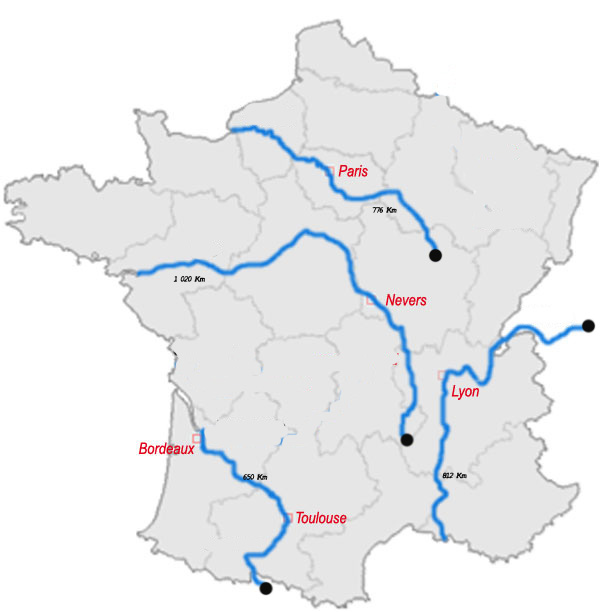 Paris
776 Km
1 020 Km
Nevers
Lyon
Bordeaux
650 Km
812 Km
Toulouse